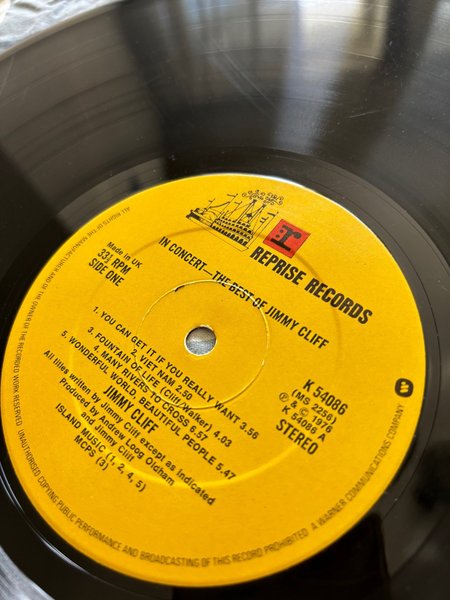 r
REPRISE RECORDS
IN CONCERT—THE BEST OF JIMMY CLIFF
Made in UK
33⅓ RPM
SIDE ONE
K 54086
(MS 2256)
℗ & © 1976
K 54086 A
STEREO
1. YOU CAN GET IT IF YOU REALLY WANT 3.56
2. VIET NAM 2.50
3. FOUNTAIN OF LIFE (Cliff/Walker) 4.03
4. MANY RIVERS TO CROSS 8.57
5. WONDERFUL WORLD, BEAUTIFUL PEOPLE 5.47
JIMMY CLIFF
All titles written by Jimmy Cliff except as indicated
Produced by Andrew Loog Oldham
and Jimmy Cliff
ISLAND MUSIC (1, 2, 4, 5)
MCPS (3)
ALL RIGHTS OF THE MANUFACTURER AND OF THE OWNER OF THE RECORDED WORK RESERVED
UNAUTHORISED COPYING PUBLIC PERFORMANCE AND BROADCASTING OF THIS RECORD PROHIBITED
A WARNER COMMUNICATIONS COMPANY